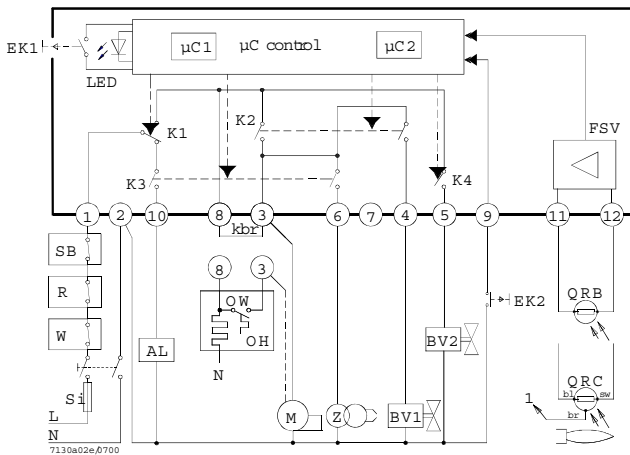 EK1
LED
µC1
µC control
µC2
FSV
K1
K2
K3
K4
1
2
10
8
3
6
7
4
5
9
11
12
kbr
SB
R
W
Si
L
N
8
3
OW
OH
N
AL
M
Z
BV1
BV2
EK2
QRB
QRC
bl
sw
br
1
7130a02e/0700